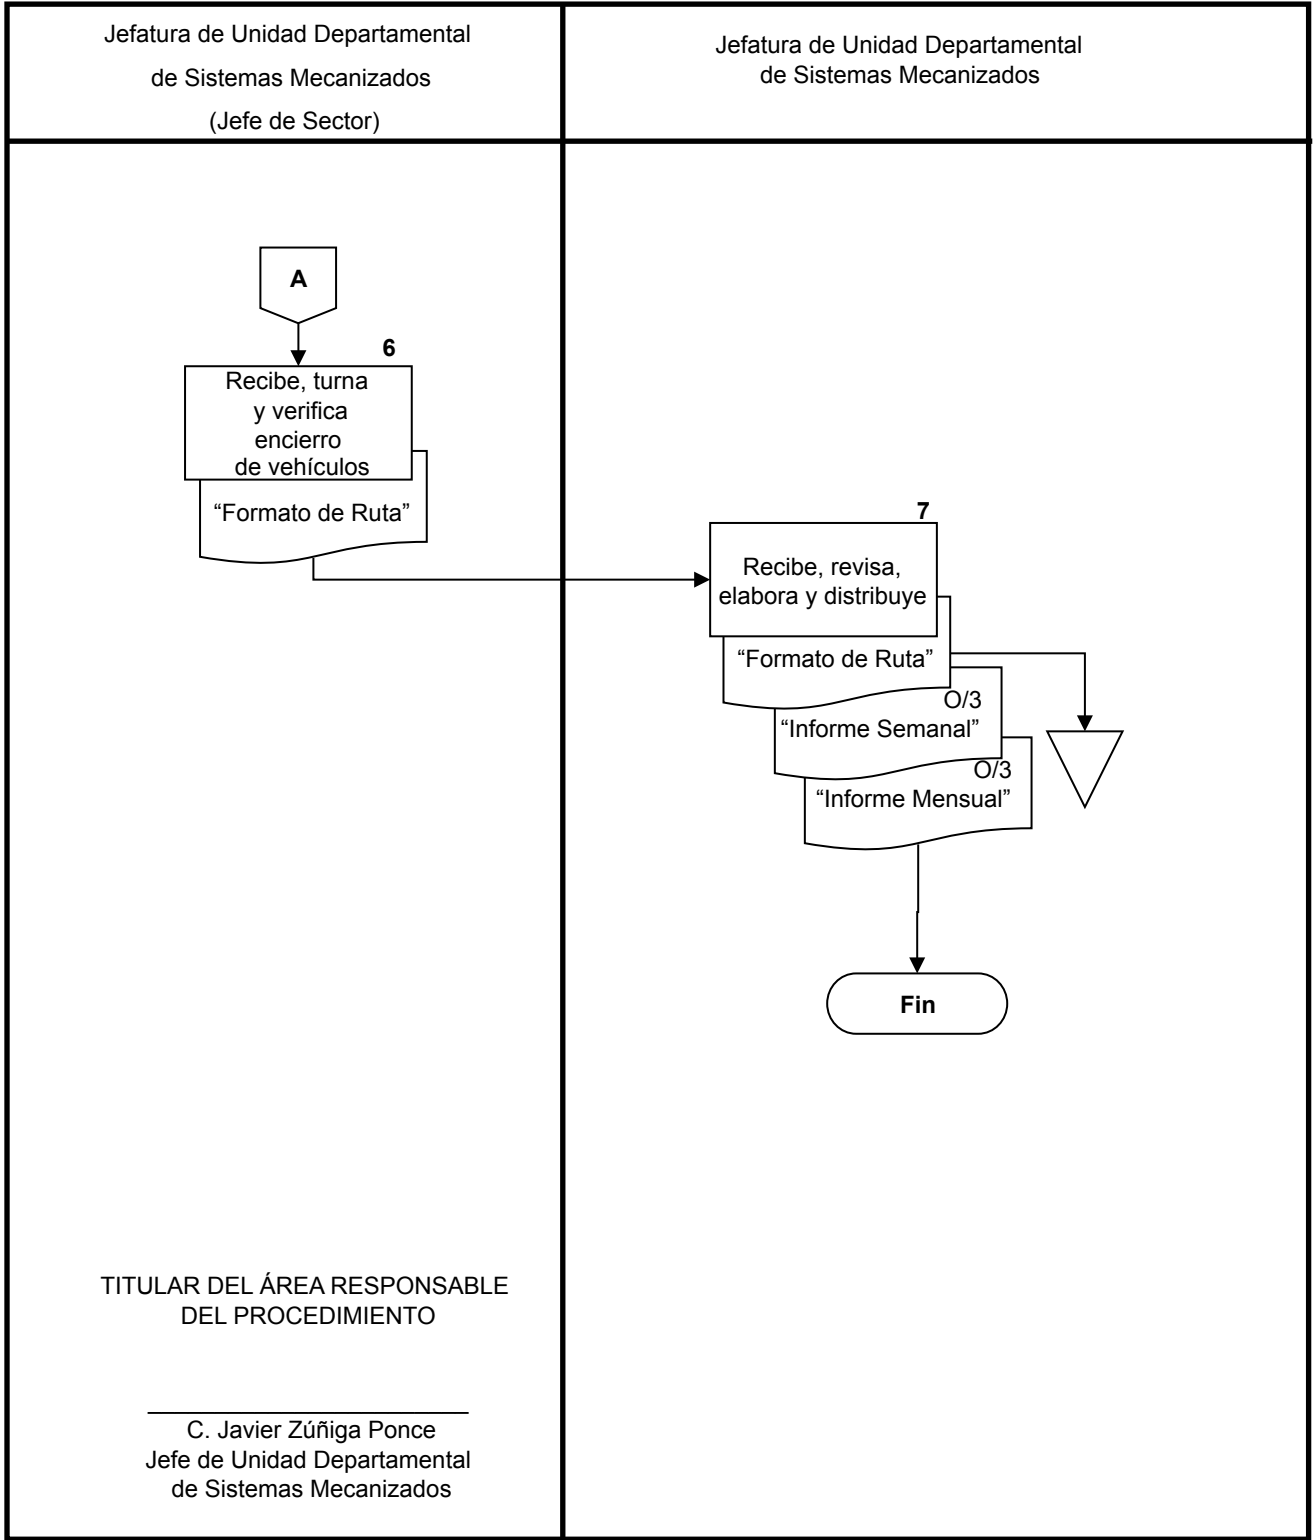 Jefatura de Unidad Departamental
de Sistemas Mecanizados
(Jefe de Sector)
Jefatura de Unidad Departamental
de Sistemas Mecanizados
A
6
Recibe, turna
y verifica
encierro
de vehículos
“Formato de Ruta”
7
Recibe, revisa,
elabora y distribuye
“Formato de Ruta”
O/3
“Informe Semanal”
O/3
“Informe Mensual”
Fin
TITULAR DEL ÁREA RESPONSABLE
DEL PROCEDIMIENTO
C. Javier Zúñiga Ponce
Jefe de Unidad Departamental
de Sistemas Mecanizados